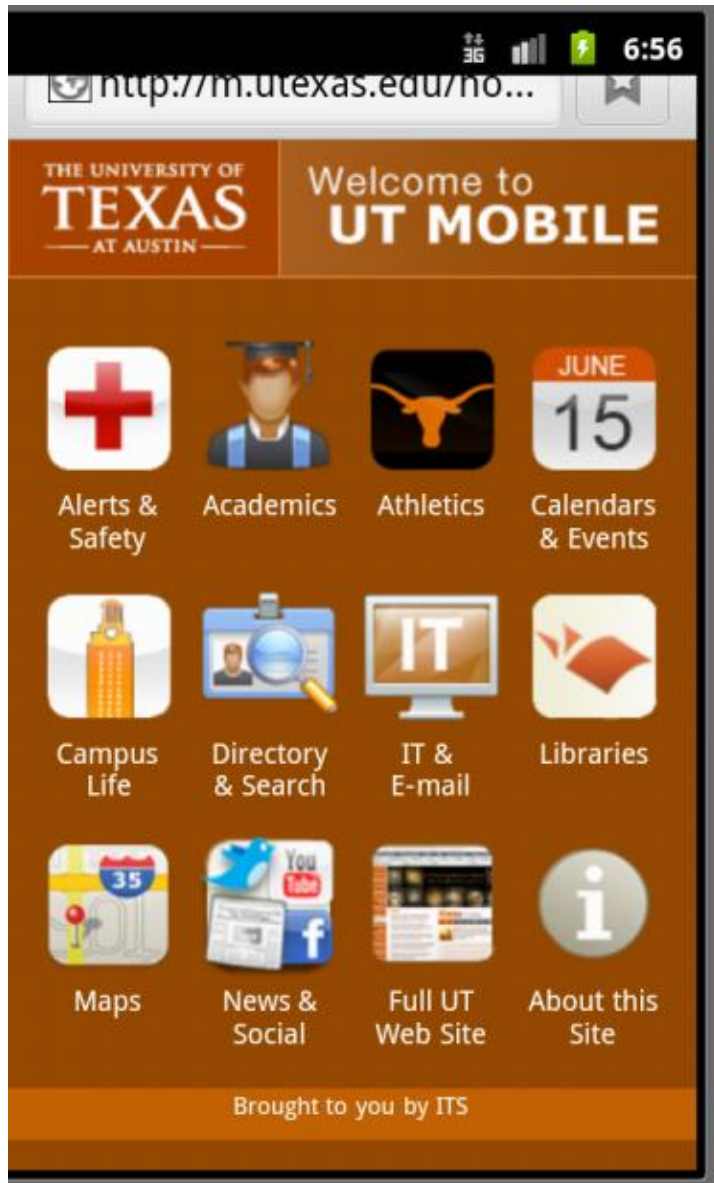 3G 6:56
http://m.utexas.edu/ho...
THE UNIVERSITY OF
TEXAS
AT AUSTIN
Welcome to
UT MOBILE
JUNE
15
Alerts &
Safety
Academics
Athletics
Calendars
& Events
IT
Campus
Life
Directory
& Search
IT &
E-mail
Libraries
35
You
Tube
f
i
Maps
News &
Social
Full UT
Web Site
About this
Site
Brought to you by ITS